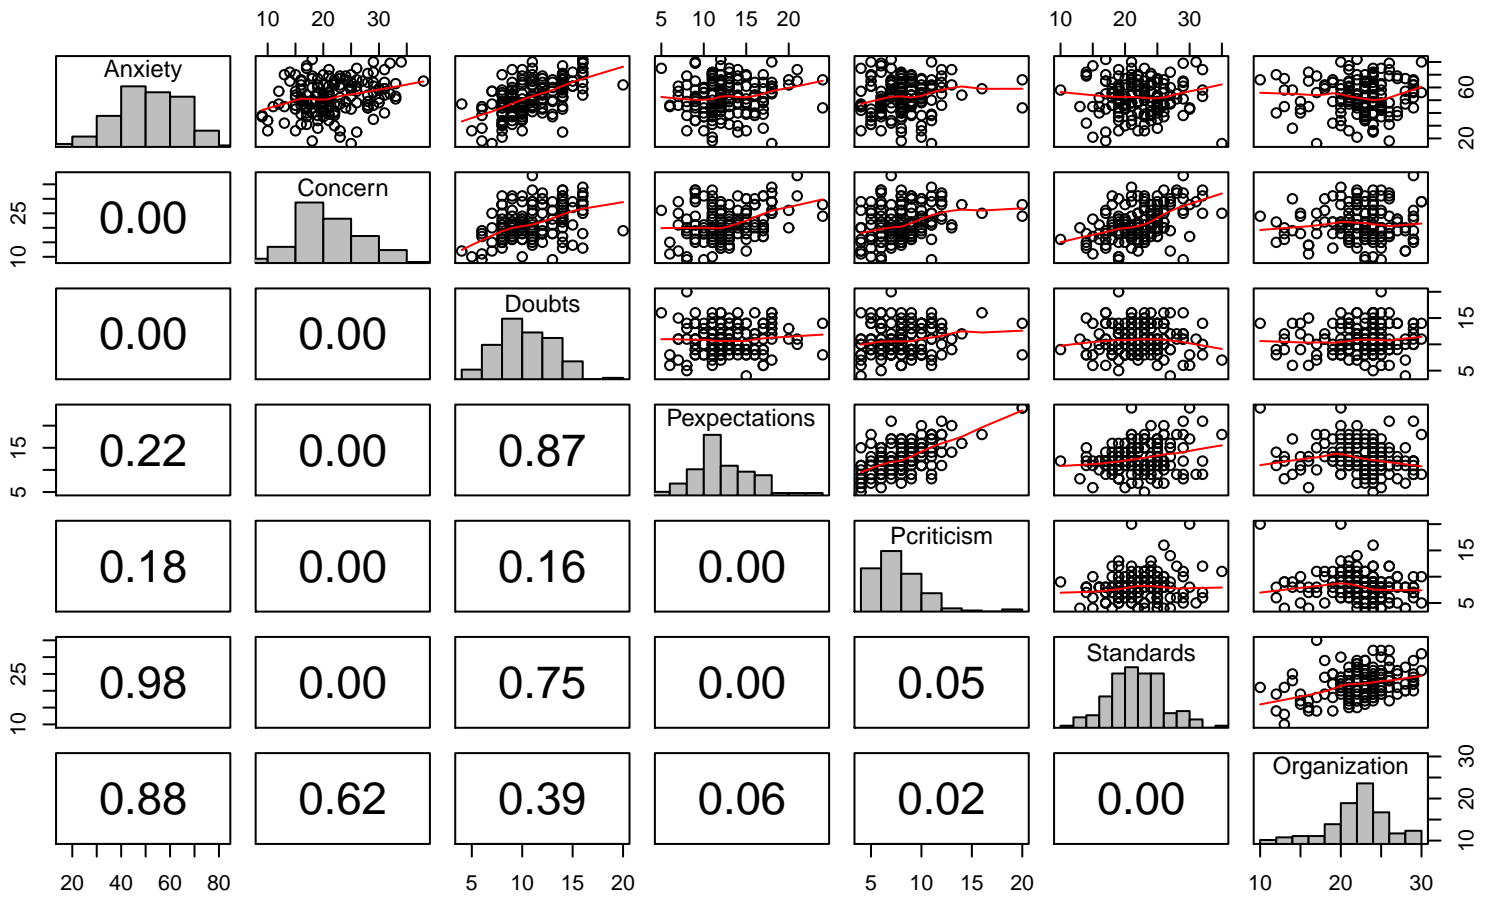 10 20 30 5 10 15 20 10 20 30
Anxiety
20 60
0.00 Concern
10 25
0.00 0.00 Doubts
5 15
0.22 0.00 0.87 Pexpectations
5 15
0.18 0.00 0.16 0.00 Pcriticism
5 15
0.98 0.00 0.75 0.00 0.05 Standards
10 25
0.88 0.62 0.39 0.06 0.02 0.00 Organization
10 20 30
20 40 60 80 5 10 15 20 5 10 15 20 10 20 30